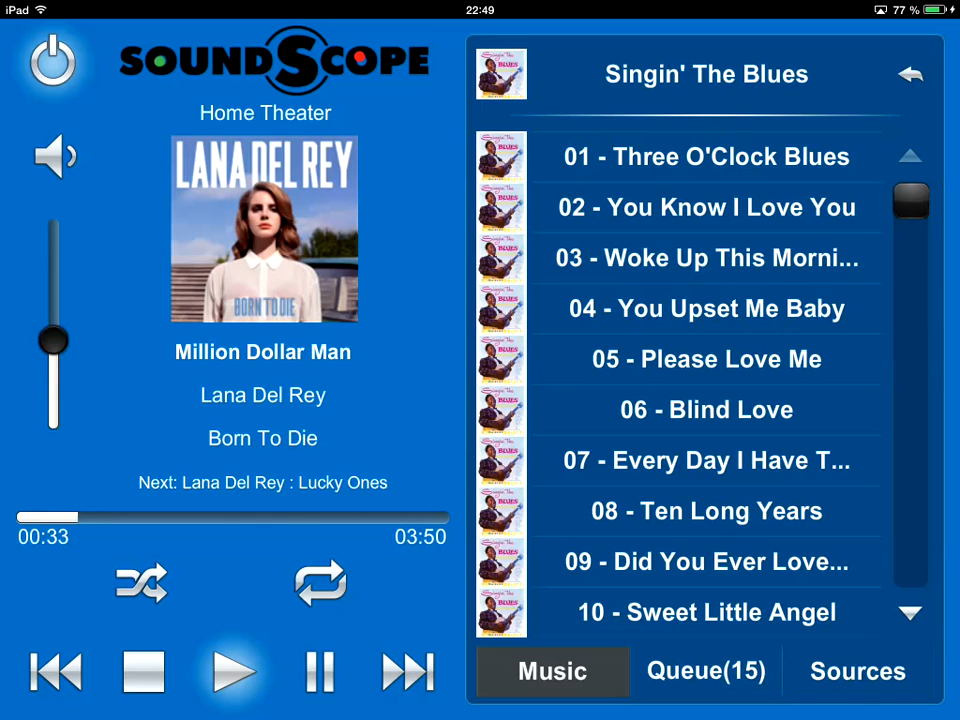 iPad
22:49
77 %
SOUNDSCOPE
Home Theater
LANA DEL REY
BORN TO DIE
Million Dollar Man
Lana Del Rey
Born To Die
Next: Lana Del Rey : Lucky Ones
00:33
03:50
Singin' The Blues
Singin' The
BLUES
01 - Three O'Clock Blues
02 - You Know I Love You
03 - Woke Up This Morni...
04 - You Upset Me Baby
05 - Please Love Me
06 - Blind Love
07 - Every Day I Have T...
08 - Ten Long Years
09 - Did You Ever Love...
10 - Sweet Little Angel
Music
Queue(15)
Sources